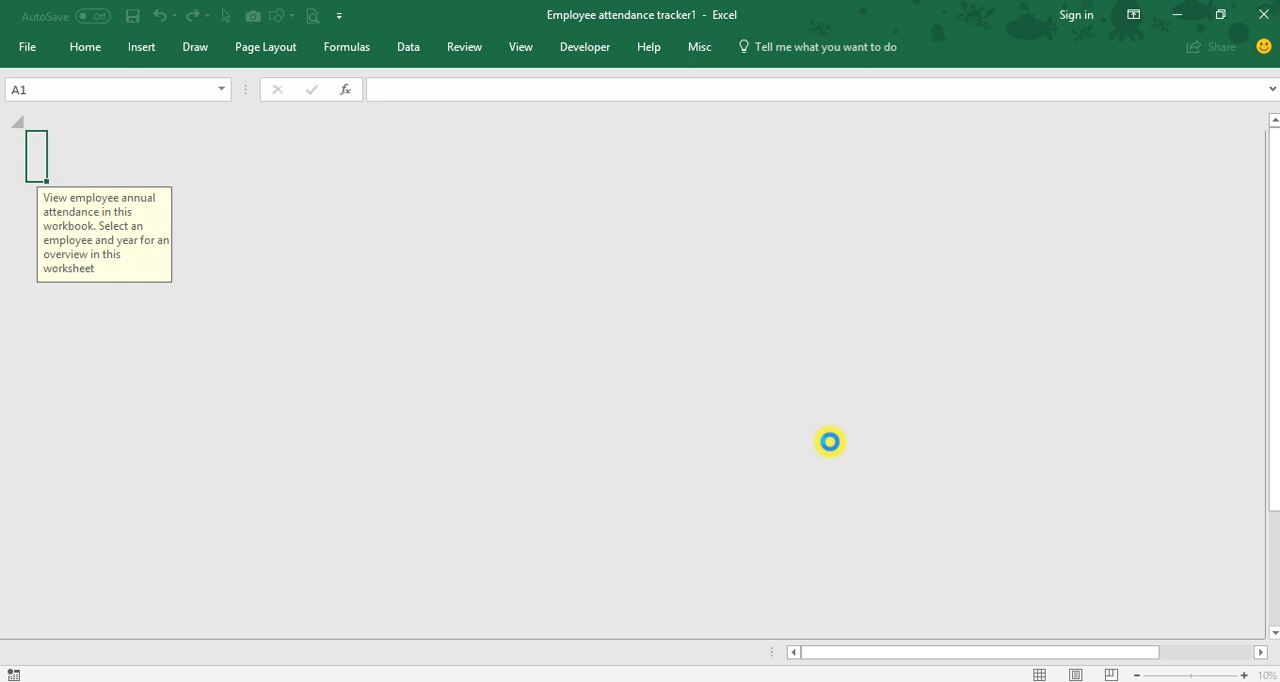 AutoSave Off
Employee attendance tracker1 - Excel
Sign in
File Home Insert Draw Page Layout Formulas Data Review View Developer Help Misc Tell me what you want to do Share
A1
fx
View employee annual
attendance in this
workbook. Select an
employee and year for an
overview in this
worksheet
10%